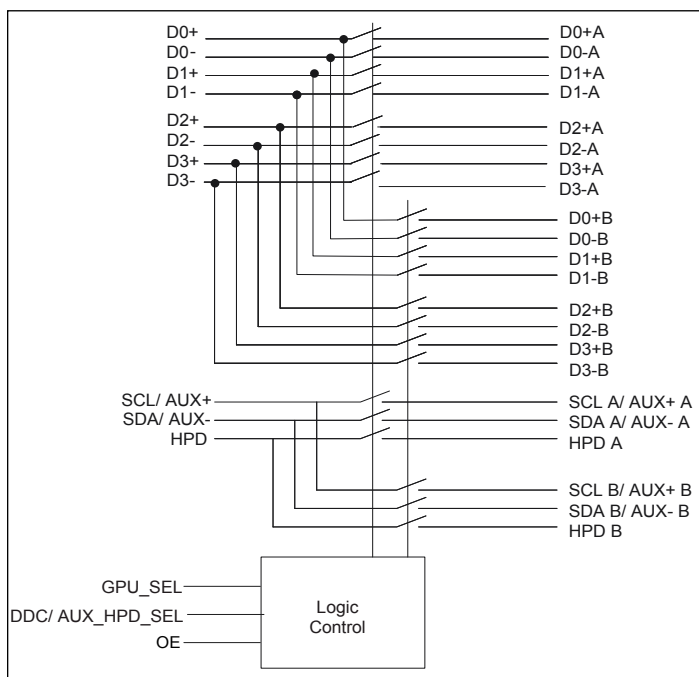 D0+ D0+A
D0- D0-A
D1+ D1+A
D1- D1-A
D2+ D2+A
D2- D2-A
D3+ D3+A
D3- D3-A
D0+B
D0-B
D1+B
D1-B
D2+B
D2-B
D3+B
D3-B
SCL/ AUX+ SCL A/ AUX+ A
SDA/ AUX- SDA A/ AUX- A
HPD HPD A
SCL B/ AUX+ B
SDA B/ AUX- B
HPD B
GPU_SEL
DDC/ AUX_HPD_SEL
OE
Logic
Control